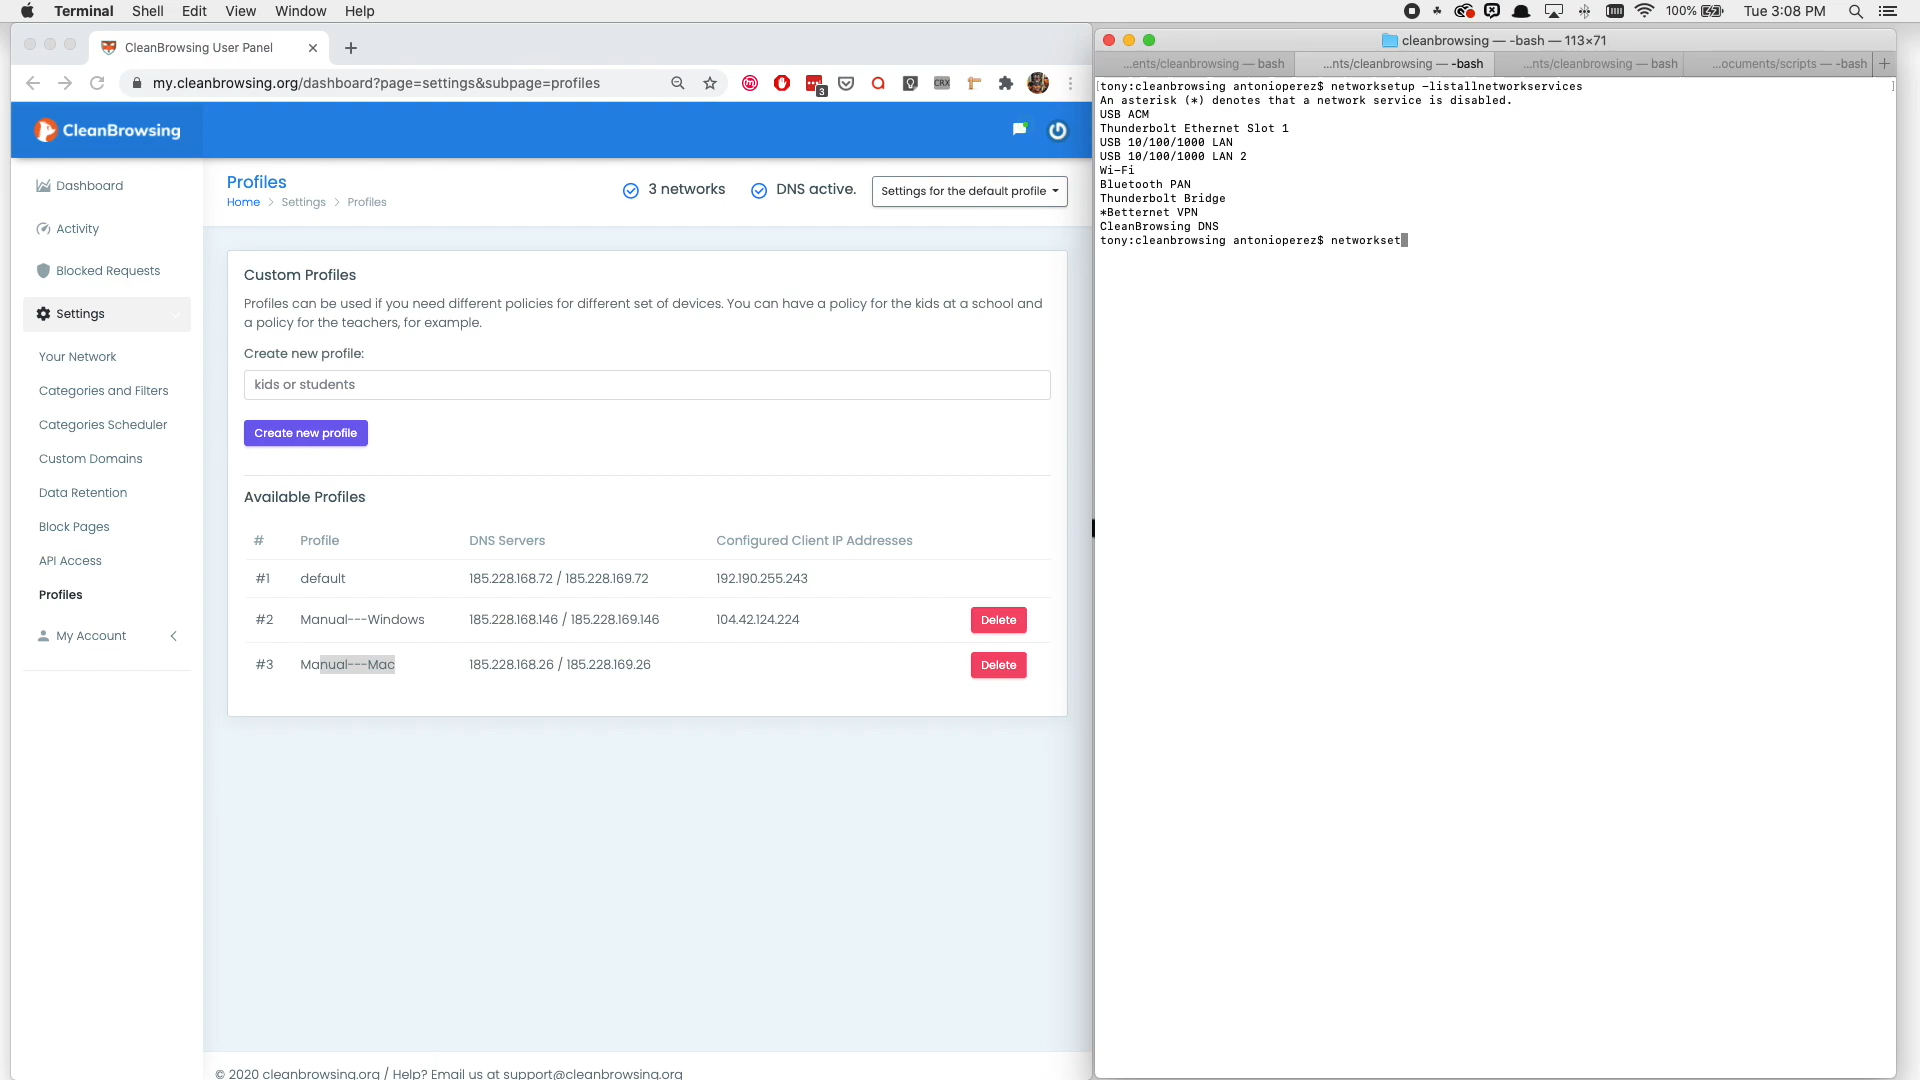 Terminal Shell Edit View Window Help
100% Tue 3:08 PM
CleanBrowsing User Panel
my.cleanbrowsing.org/dashboard?page=settings&subpage=profiles
3
CRX
CleanBrowsing
Dashboard
Activity
Blocked Requests
Settings
Your Network
Categories and Filters
Categories Scheduler
Custom Domains
Data Retention
Block Pages
API Access
Profiles
My Account
Profiles
Home > Settings > Profiles
3 networks
DNS active.
Settings for the default profile
Custom Profiles
Profiles can be used if you need different policies for different set of devices. You can have a policy for the kids at a school and
a policy for the teachers, for example.
Create new profile:
kids or students
Create new profile
Available Profiles
# Profile DNS Servers Configured Client IP Addresses
#1 default 185.228.168.72 / 185.228.169.72 192.190.255.243
#2 Manual---Windows 185.228.168.146 / 185.228.169.146 104.42.124.224 Delete
#3 Manual---Mac 185.228.168.26 / 185.228.169.26 Delete
© 2020 cleanbrowsing.org / Help? Email us at support@cleanbrowsing.org
cleanbrowsing — -bash — 113×71
...ents/cleanbrowsing — bash
...nts/cleanbrowsing — -bash
...nts/cleanbrowsing — bash
...ocuments/scripts — -bash
[tony:cleanbrowsing antonioperez$ networksetup -listallnetworkservices ]
An asterisk (*) denotes that a network service is disabled.
USB ACM
Thunderbolt Ethernet Slot 1
USB 10/100/1000 LAN
USB 10/100/1000 LAN 2
Wi-Fi
Bluetooth PAN
Thunderbolt Bridge
*Betternet VPN
CleanBrowsing DNS
tony:cleanbrowsing antonioperez$ networkset